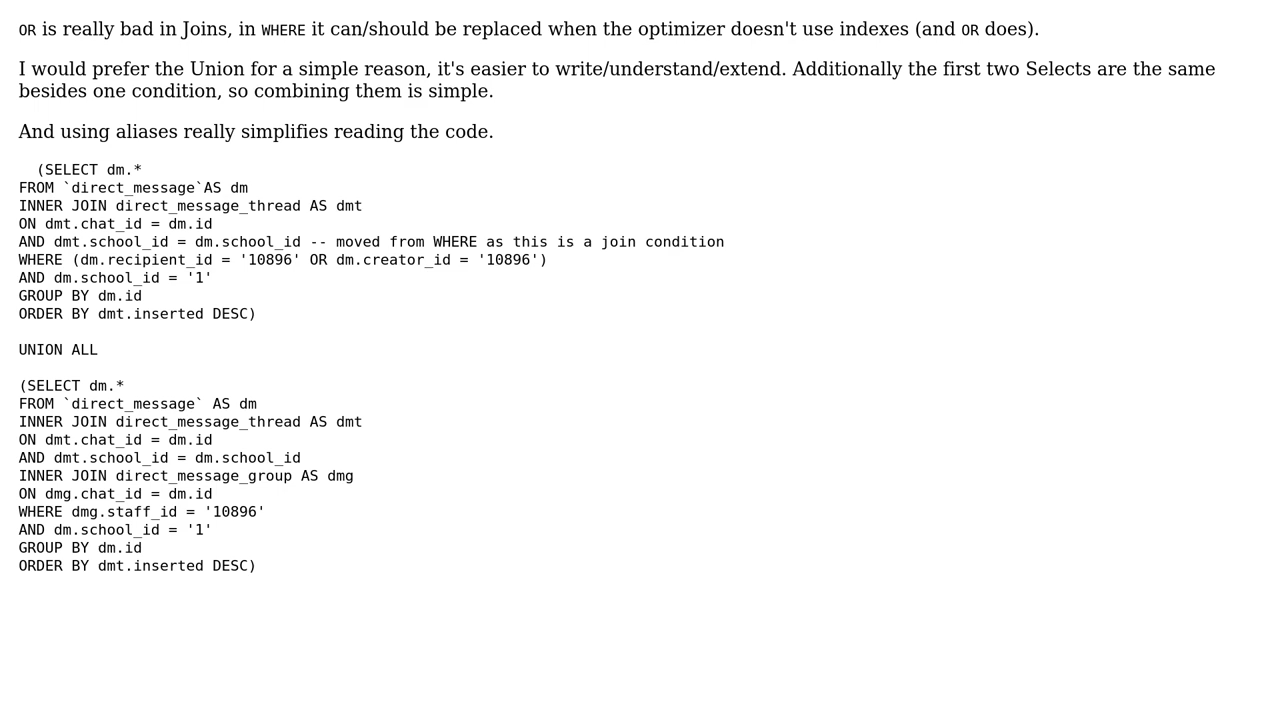 OR is really bad in Joins, in WHERE it can/should be replaced when the optimizer doesn't use indexes (and OR does).
I would prefer the Union for a simple reason, it's easier to write/understand/extend. Additionally the first two Selects are the same
besides one condition, so combining them is simple.
And using aliases really simplifies reading the code.
(SELECT dm.*
FROM `direct_message`AS dm
INNER JOIN direct_message_thread AS dmt
ON dmt.chat_id = dm.id
AND dmt.school_id = dm.school_id -- moved from WHERE as this is a join condition
WHERE (dm.recipient_id = '10896' OR dm.creator_id = '10896')
AND dm.school_id = '1'
GROUP BY dm.id
ORDER BY dmt.inserted DESC)
UNION ALL
(SELECT dm.*
FROM `direct_message` AS dm
INNER JOIN direct_message_thread AS dmt
ON dmt.chat_id = dm.id
AND dmt.school_id = dm.school_id
INNER JOIN direct_message_group AS dmg
ON dmg.chat_id = dm.id
WHERE dmg.staff_id = '10896'
AND dm.school_id = '1'
GROUP BY dm.id
ORDER BY dmt.inserted DESC)